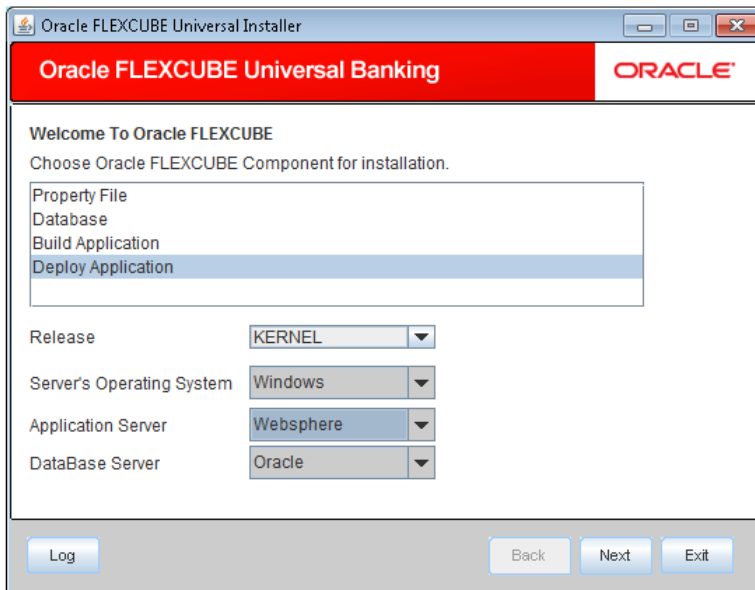 Oracle FLEXCUBE Universal Installer
Oracle FLEXCUBE Universal Banking
ORACLE
Welcome To Oracle FLEXCUBE
Choose Oracle FLEXCUBE Component for installation.
Property File
Database
Build Application
Deploy Application
Release KERNEL
Server's Operating System Windows
Application Server Websphere
DataBase Server Oracle
Log Back Next Exit